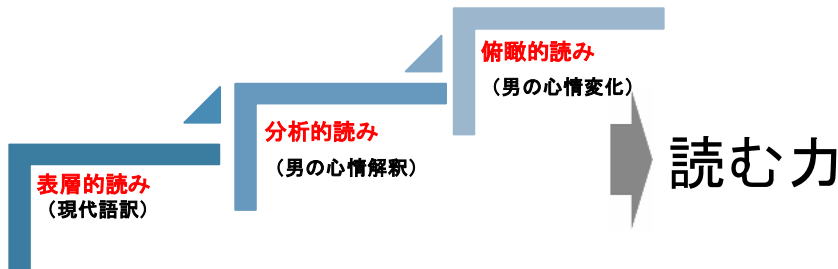 表層的読み
（現代語訳）
分析的読み
（男の心情解釈）
俯瞰的読み
（男の心情変化）
読む力